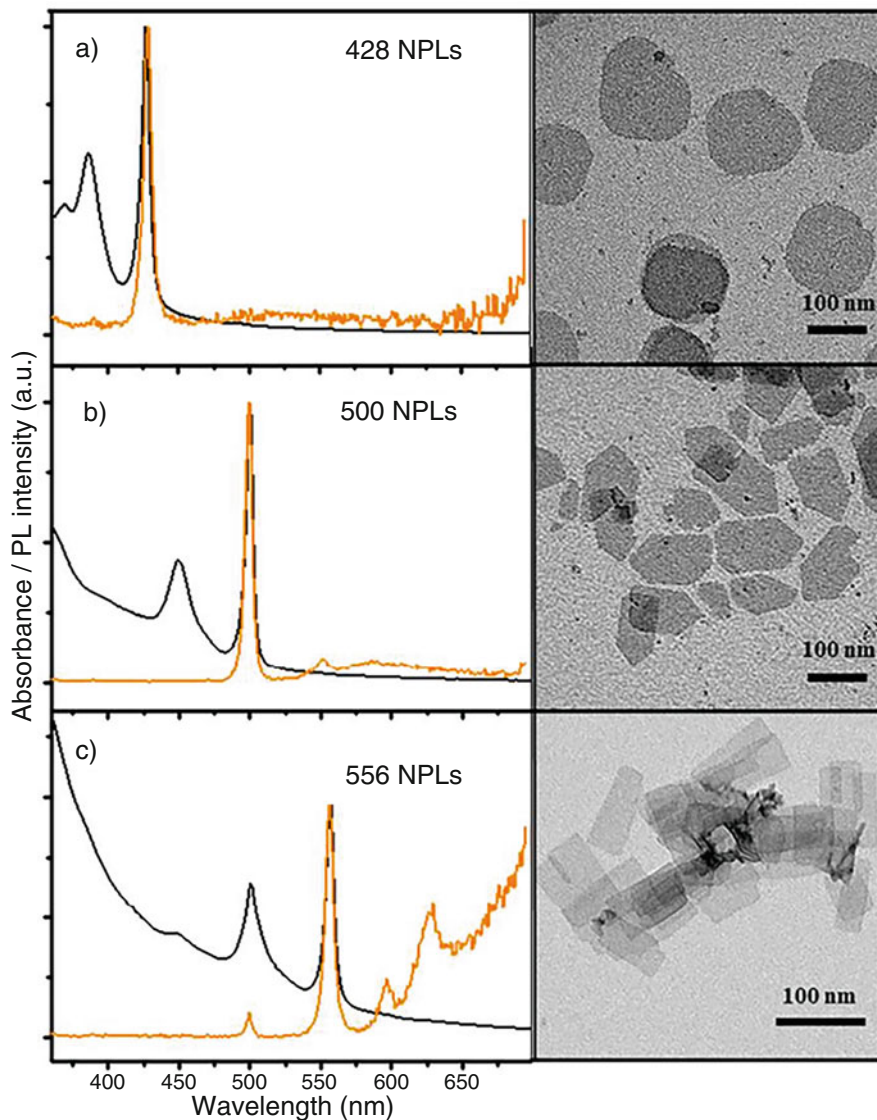 a)
428 NPLs
100 nm
b)
500 NPLs
100 nm
c)
556 NPLs
100 nm
Absorbance / PL intensity (a.u.)
400 450 500 550 600 650
Wavelength (nm)